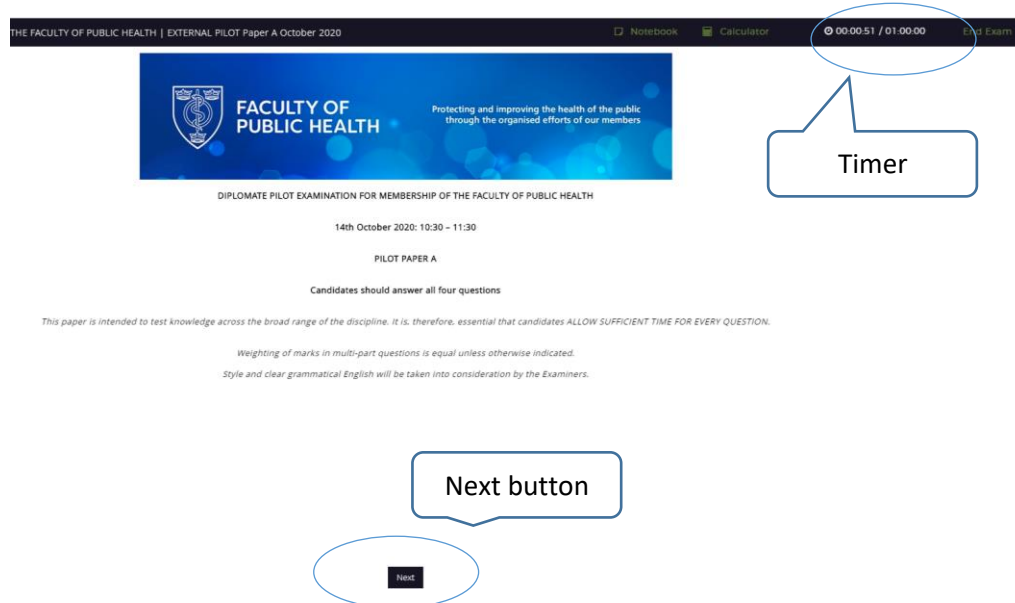 THE FACULTY OF PUBLIC HEALTH | EXTERNAL PILOT Paper A October 2020
Notebook
Calculator
00:00:51 / 01:00:00
End Exam
FACULTY OF
PUBLIC HEALTH
Protecting and improving the health of the public
through the organised efforts of our members
Timer
DIPLOMATE PILOT EXAMINATION FOR MEMBERSHIP OF THE FACULTY OF PUBLIC HEALTH
14th October 2020: 10:30 – 11:30
PILOT PAPER A
Candidates should answer all four questions
This paper is intended to test knowledge across the broad range of the discipline. It is, therefore, essential that candidates ALLOW SUFFICIENT TIME FOR EVERY QUESTION.
Weighting of marks in multi-part questions is equal unless otherwise indicated.
Style and clear grammatical English will be taken into consideration by the Examiners.
Next button
Next